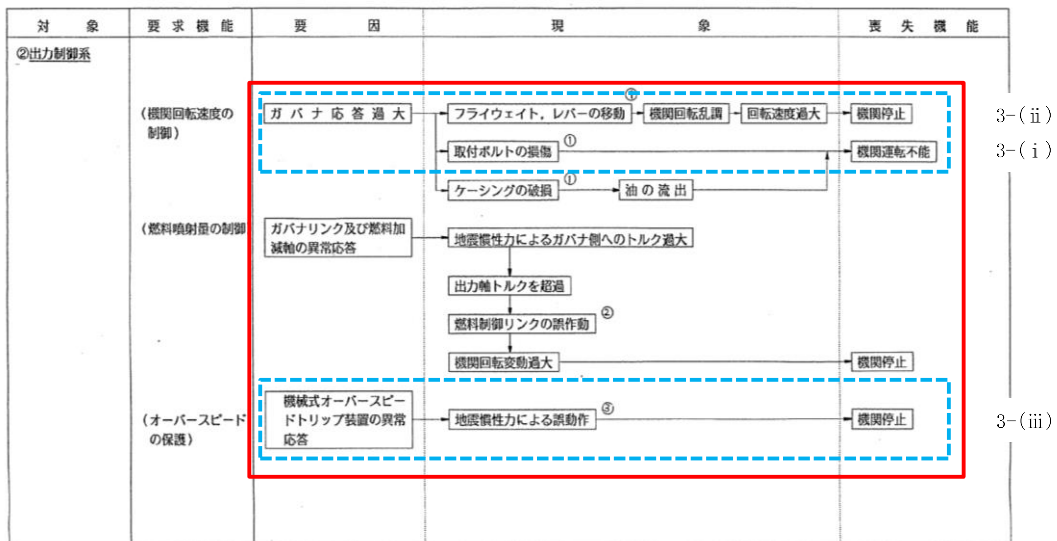 対 象 要 求 機 能 要 因 現 象 喪 失 機 能
②出力制御系
(機関回転速度の
制御)
ガ バ ナ 応 答 過 大
フライウェイト, レバーの移動
機関回転乱調
回転速度過大
機関停止
3-(ⅱ)
取付ボルトの損傷
①
機関運転不能
3-(ⅰ)
ケーシングの破損
①
油 の 流 出
(燃料噴射量の制御
ガバナリンク及び燃料加
減軸の異常応答
地震慣性力によるガバナ側へのトルク過大
出力軸トルクを超過
燃料制御リンクの誤作動
②
機関回転変動過大
機関停止
(オーバースピード
の保護)
機械式オーバースピー
ドトリップ装置の異常
応答
地震慣性力による誤動作
③
機関停止
3-(ⅲ)